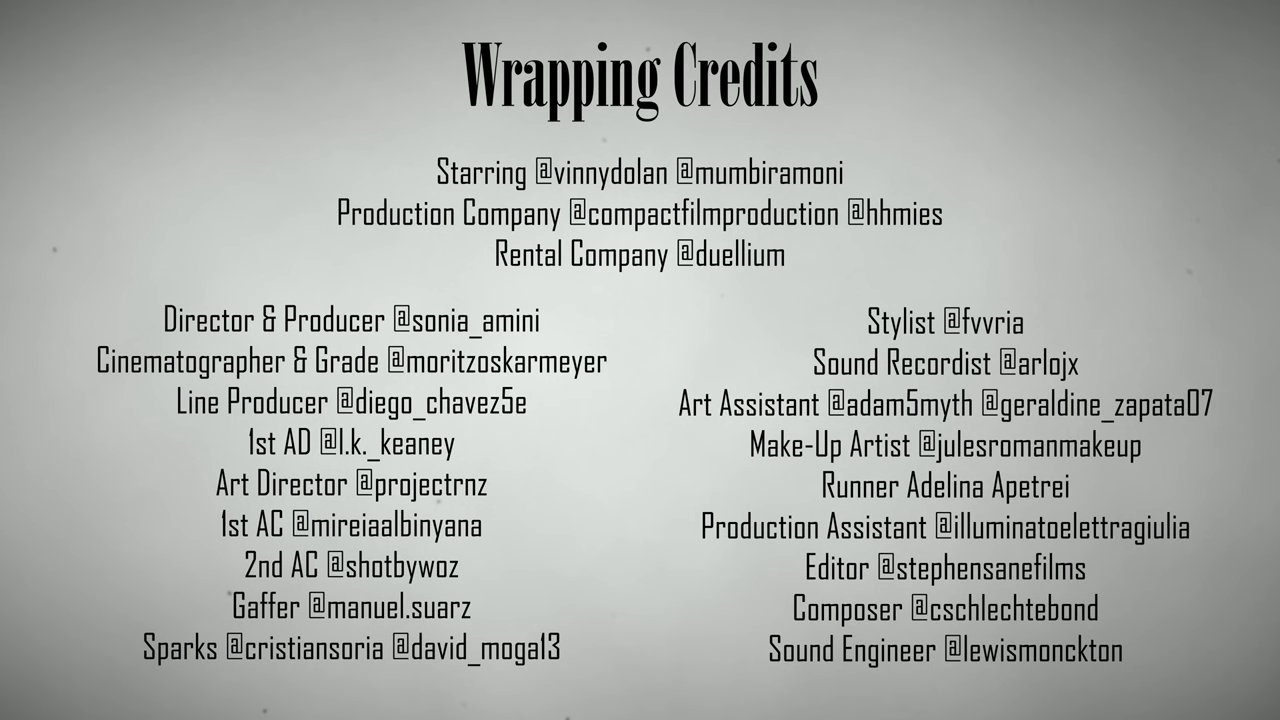 Wrapping Credits
Starring @vinnydolan @mumbiramoni
Production Company @compactfilmproduction @hhmies
Rental Company @duellium
Director & Producer @sonia_amini
Cinematographer & Grade @moritzoskarmeyer
Line Producer @diego_chavez5e
1st AD @l.k._keaney
Art Director @projectrnz
1st AC @mireiaalbinyana
2nd AC @shotbywoz
Gaffer @manuel.suarz
Sparks @cristiansoria @david_moga13
Stylist @fvvria
Sound Recordist @arlojx
Art Assistant @adam5myth @geraldine_zapata07
Make-Up Artist @julesromanmakeup
Runner Adelina Apetrei
Production Assistant @illuminatoelettragiulia
Editor @stephensanefilms
Composer @cschlechtebond
Sound Engineer @lewismonckton